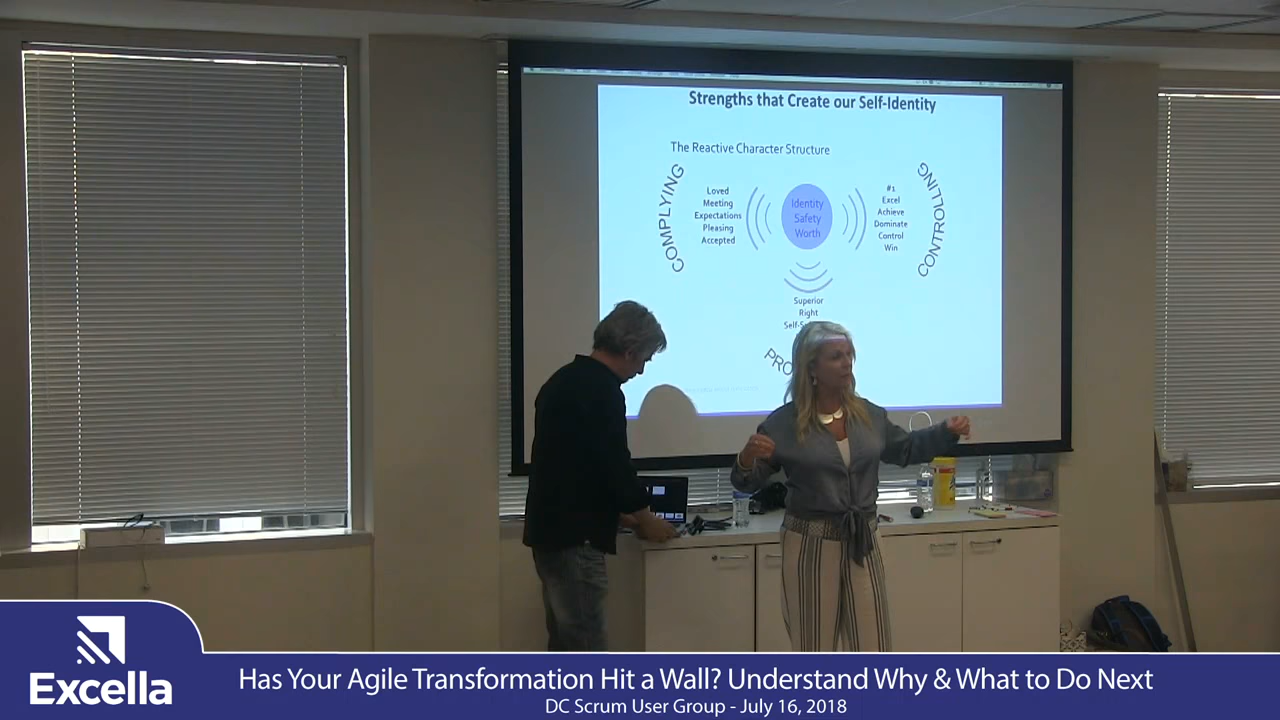 Strengths that Create our Self-Identity
The Reactive Character Structure
COMPLYING
Loved
Meeting
Expectations
Pleasing
Accepted
Identity
Safety
Worth
#1
Excel
Achieve
Dominate
Control
Win
CONTROLLING
Superior
Right
Excella
Has Your Agile Transformation Hit a Wall? Understand Why & What to Do Next
DC Scrum User Group - July 16, 2018